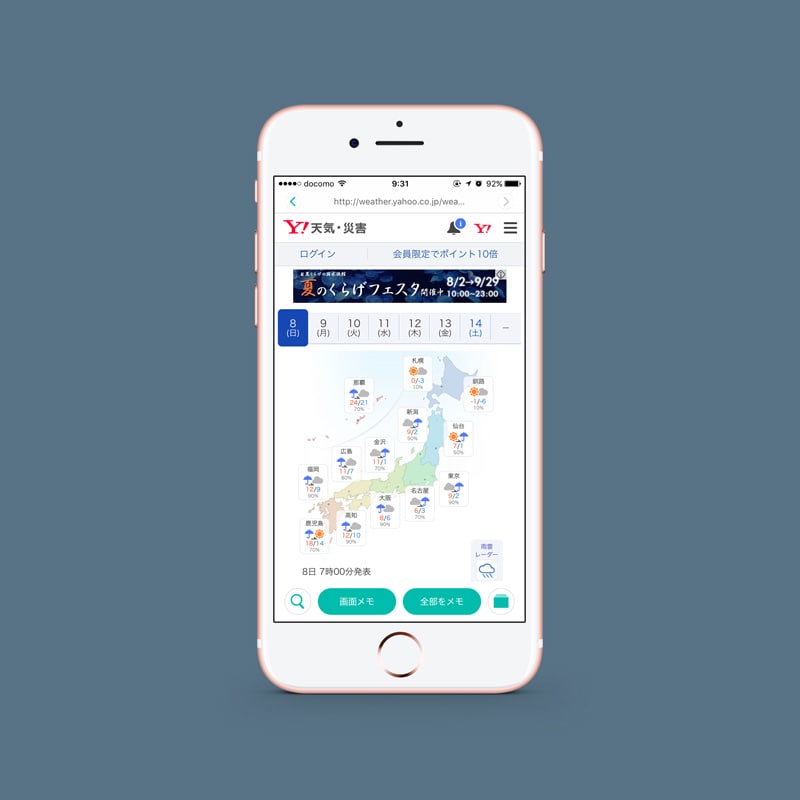 docomo 9:31 92%
http://weather.yahoo.co.jp/wea...
Y! 天気・災害 1 Y!
ログイン 会員限定でポイント10倍
夏のくらげフェスタ 開催中 8/2→9/29
10:00~23:00
8 9 10 11 12 13 14 ...
(日) (月) (火) (水) (木) (金) (土)
札幌
0/-3
10%
那覇
24/21
70%
釧路
-1/-6
10%
新潟
9/2
50%
仙台
7/1
90%
金沢
11/1
70%
広島
11/7
80%
福岡
12/9
90%
東京
9/2
90%
名古屋
6/3
70%
大阪
8/6
90%
高知
12/10
90%
鹿児島
18/14
70%
雨雲
レーダー
8日 7時00分発表
画面メモ 全部をメモ